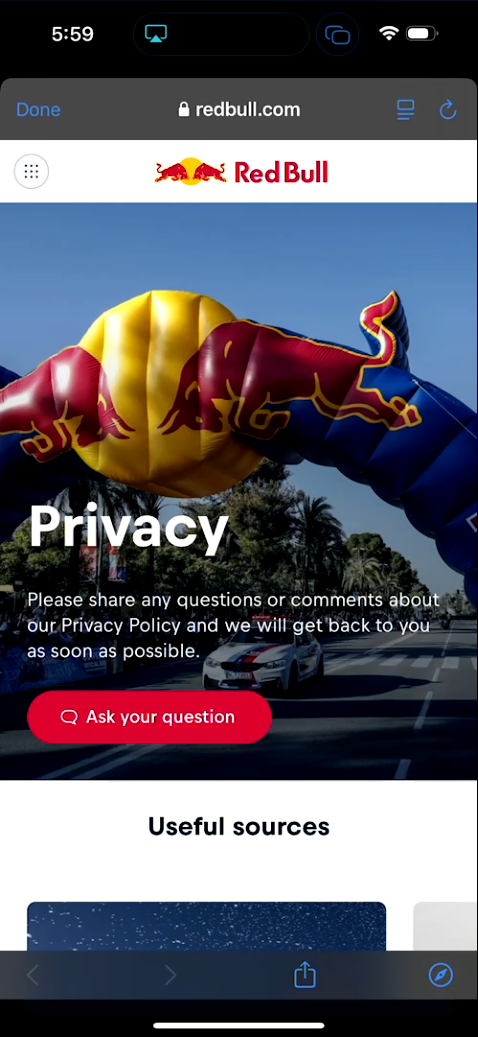 5:59
Done
redbull.com
Red Bull
Privacy
Please share any questions or comments about
our Privacy Policy and we will get back to you
as soon as possible.
Ask your question
Useful sources